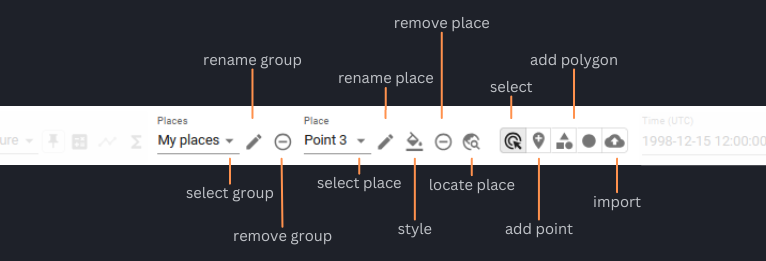 remove place
rename group
add polygon
rename place
select
Places
Place
Time (UTC)
ure
My places
Point 3
1998-12-15 12:00:00
select group
select place
locate place
import
remove group
style
add point